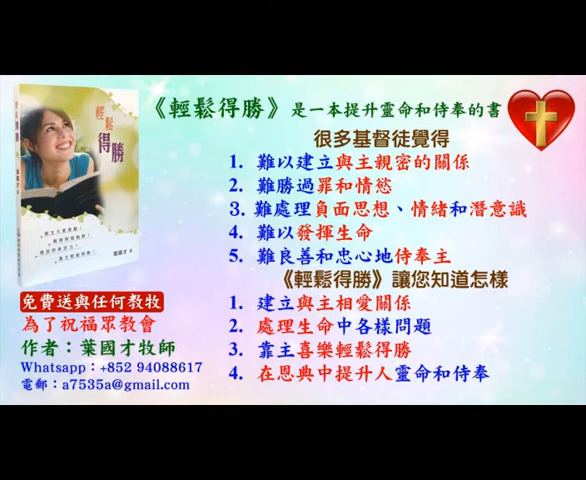 《輕鬆得勝》是一本提升靈命和侍奉的書
很多基督徒覺得
1. 難以建立與主親密的關係
2. 難勝過罪和情慾
3. 難處理負面思想、情緒和潛意識
4. 難以發揮生命
5. 難良善和忠心地侍奉主
《輕鬆得勝》讓您知道怎樣
1. 建立與主相愛關係
2. 處理生命中各樣問題
3. 靠主喜樂輕鬆得勝
4. 在恩典中提升人靈命和侍奉
輕鬆
得勝
葉國才
免費送與任何教牧
為了祝福眾教會
作者：葉國才牧師
Whatsapp：+852 94088617
電郵：a7535a@gmail.com